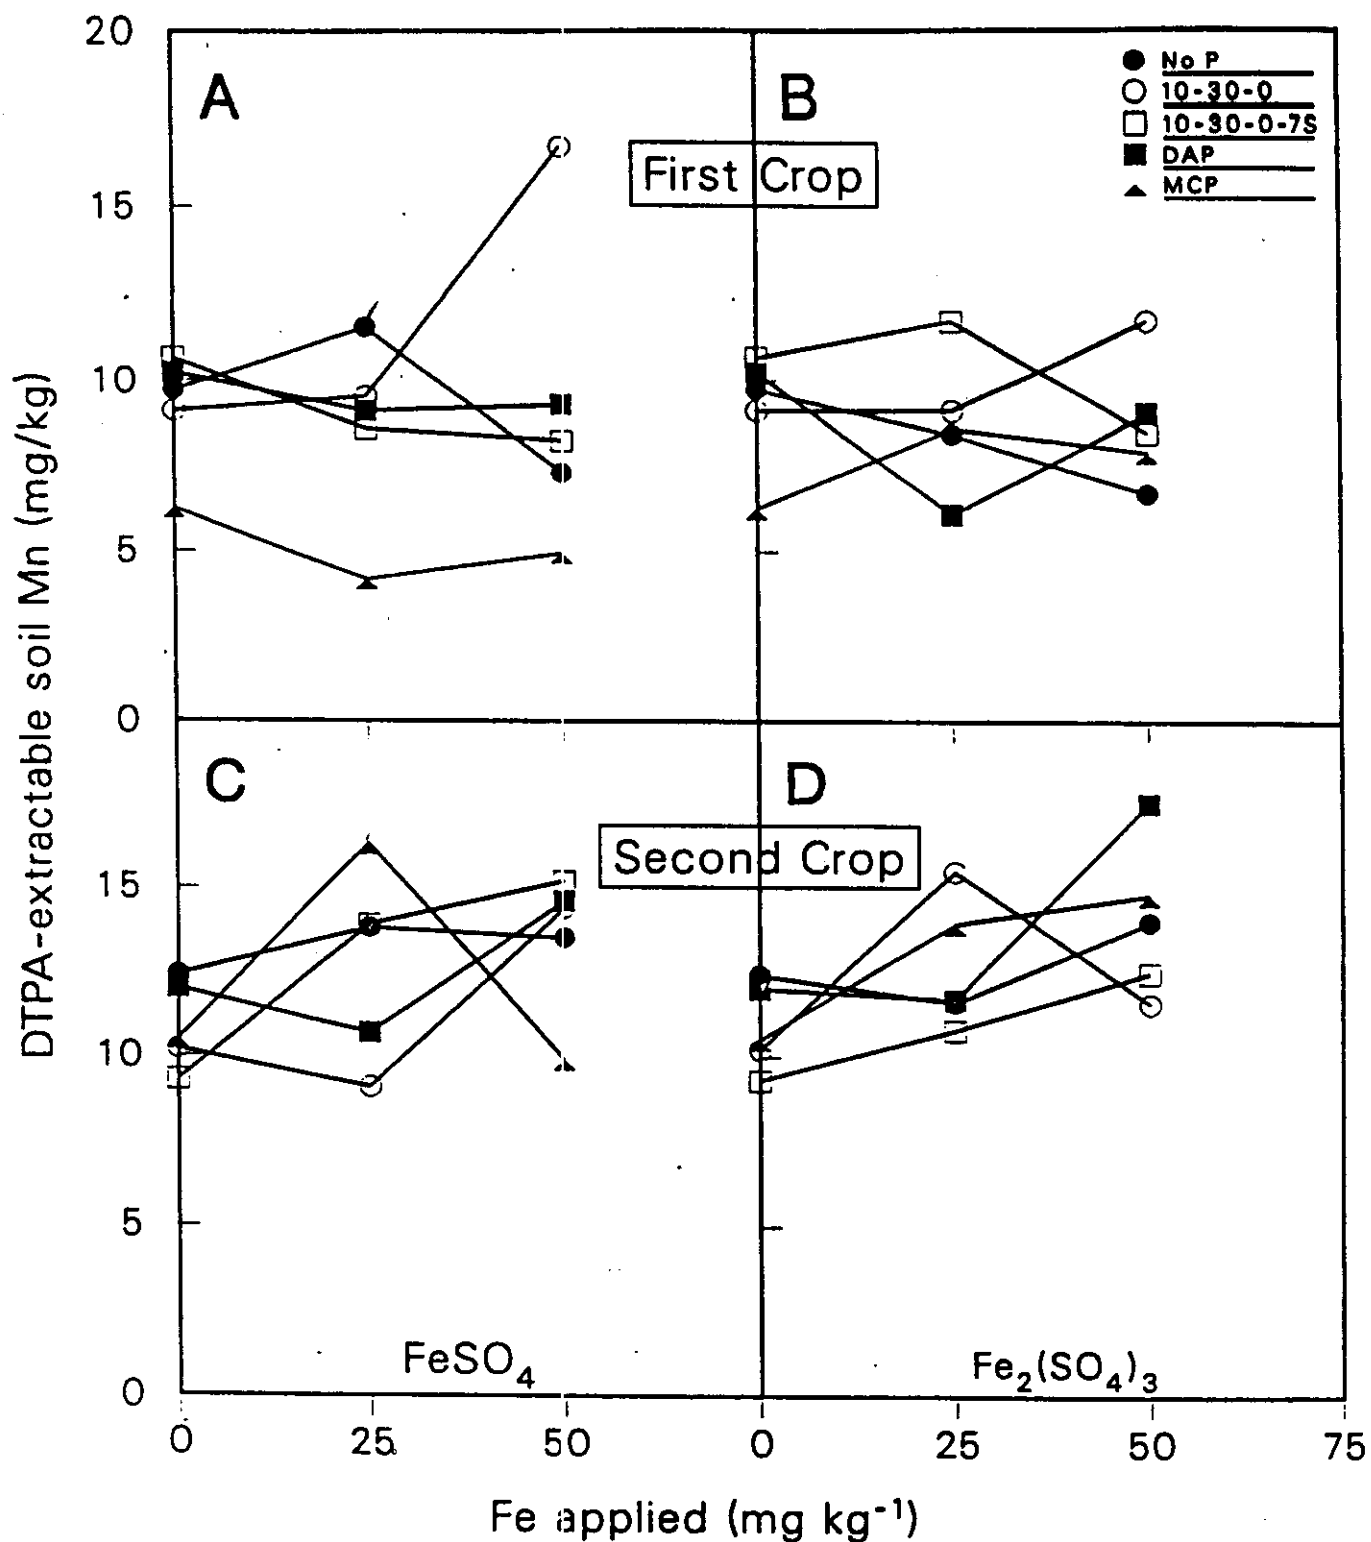 20
A
B
No P
10-30-0
10-30-0-7S
DAP
MCP
First Crop
15
10
5
0
DTPA-extractable soil Mn (mg/kg)
C
D
Second Crop
15
10
5
0
FeSO4
Fe2(SO4)3
0 25 50 0 25 50 75
Fe applied (mg kg-1)